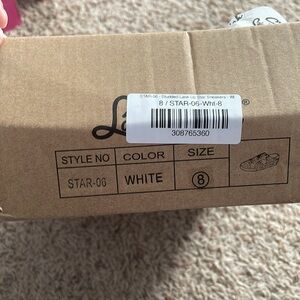 STAR-06 - Studded Lace Up Star Sneakers - W
8 / STAR-06-Wht-8
308765360
STYLE NO COLOR SIZE
STAR-06 WHITE 8